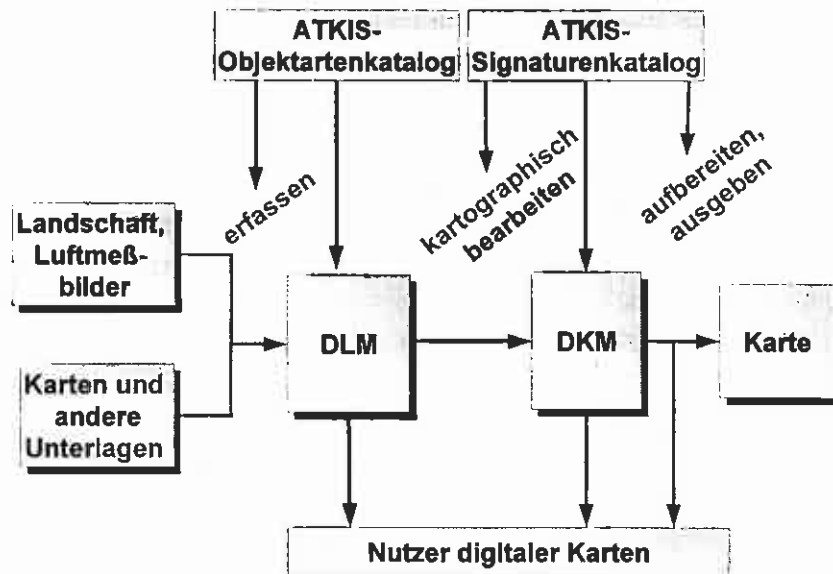 ATKIS-
Objektartenkatalog
ATKIS-
Signaturenkatalog
erfassen
kartographisch
bearbeiten
aufbereiten,
ausgeben
Landschaft,
Luftmeß-
bilder
Karten und
andere
Unterlagen
DLM
DKM
Karte
Nutzer digitaler Karten